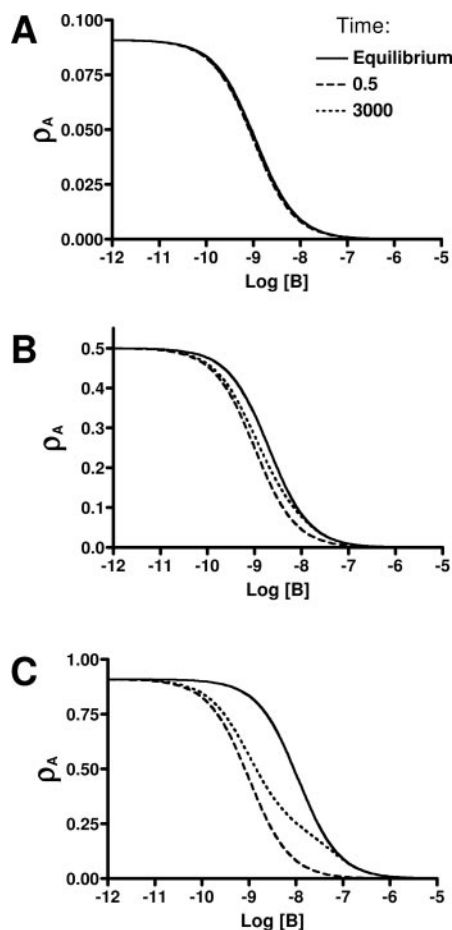 A
Time:
Equilibrium
0.5
3000
0.100
0.075
0.050
0.025
0.000
ρA
-12 -11 -10 -9 -8 -7 -6 -5
Log [B]
B
0.5
0.4
0.3
0.2
0.1
0.0
ρA
-12 -11 -10 -9 -8 -7 -6 -5
Log [B]
C
1.00
0.75
0.50
0.25
0.00
ρA
-12 -11 -10 -9 -8 -7 -6 -5
Log [B]